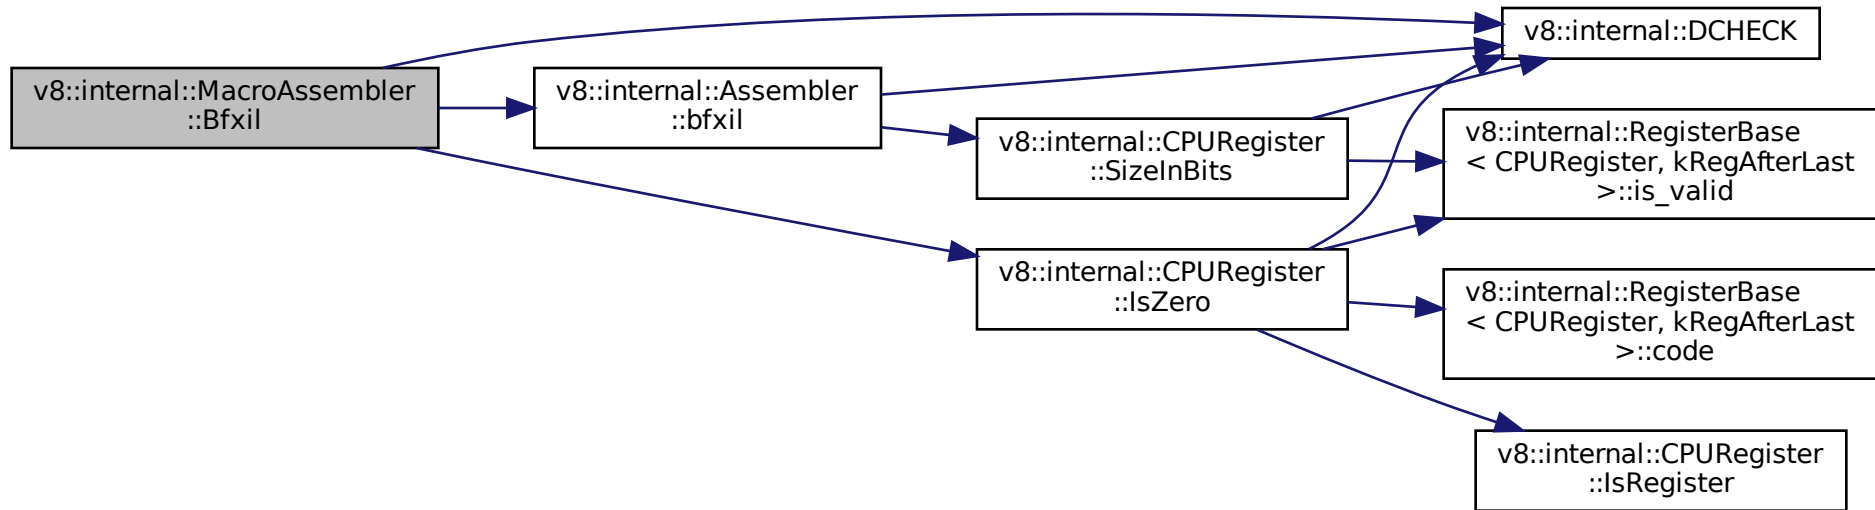 v8::internal::MacroAssembler
::Bfxil
v8::internal::Assembler
::bfxil
v8::internal::DCHECK
v8::internal::CPURegister
::SizeInBits
v8::internal::RegisterBase
< CPURegister, kRegAfterLast
>::is_valid
v8::internal::CPURegister
::IsZero
v8::internal::RegisterBase
< CPURegister, kRegAfterLast
>::code
v8::internal::CPURegister
::IsRegister